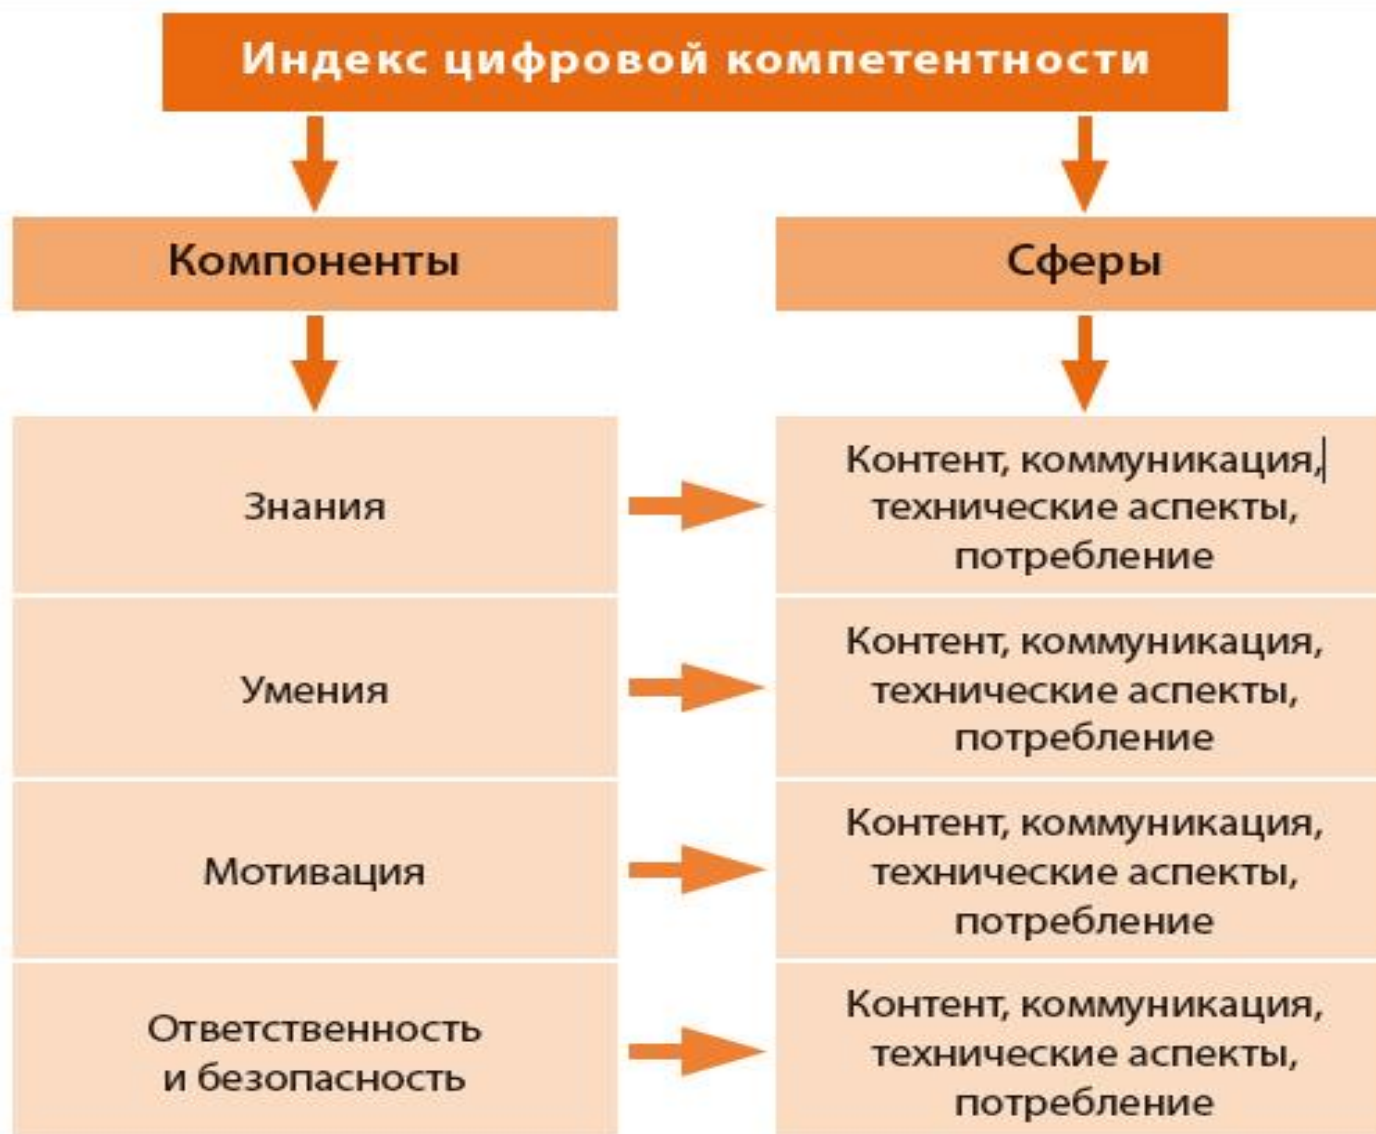 Индекс цифровой компетентности
Компоненты
Сферы
Знания
Контент, коммуникация,
технические аспекты,
потребление
Умения
Контент, коммуникация,
технические аспекты,
потребление
Мотивация
Контент, коммуникация,
технические аспекты,
потребление
Ответственность
и безопасность
Контент, коммуникация,
технические аспекты,
потребление